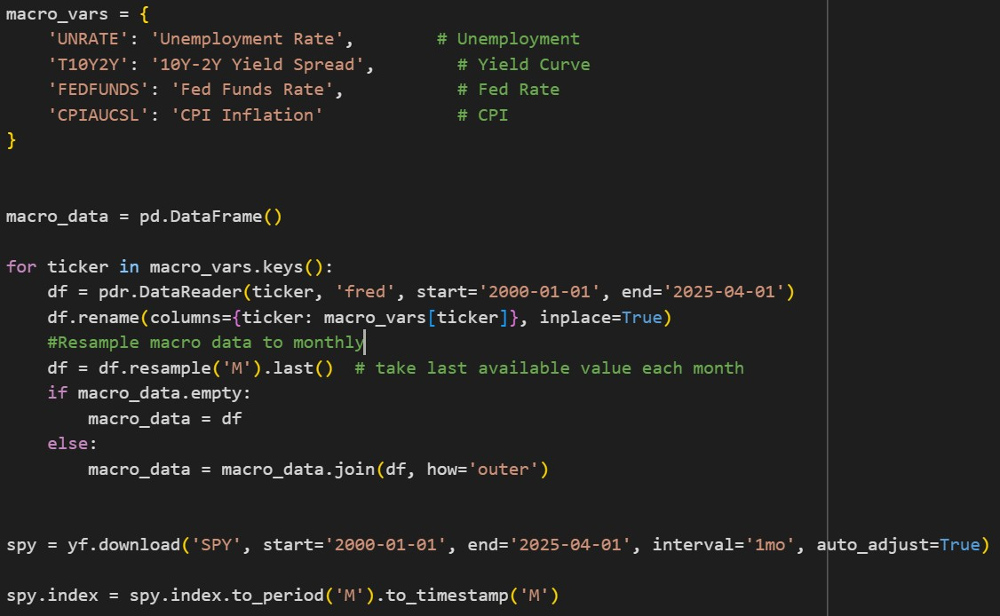 macro_vars = {
    'UNRATE': 'Unemployment Rate',        # Unemployment
    'T10Y2Y': '10Y-2Y Yield Spread',        # Yield Curve
    'FEDFUNDS': 'Fed Funds Rate',           # Fed Rate
    'CPIAUCSL': 'CPI Inflation'             # CPI
}
macro_data = pd.DataFrame()
for ticker in macro_vars.keys():
    df = pdr.DataReader(ticker, 'fred', start='2000-01-01', end='2025-04-01')
    df.rename(columns={ticker: macro_vars[ticker]}, inplace=True)
    #Resample macro data to monthly
    df = df.resample('M').last()  # take last available value each month
    if macro_data.empty:
        macro_data = df
    else:
        macro_data = macro_data.join(df, how='outer')
spy = yf.download('SPY', start='2000-01-01', end='2025-04-01', interval='1mo', auto_adjust=True)
spy.index = spy.index.to_period('M').to_timestamp('M')